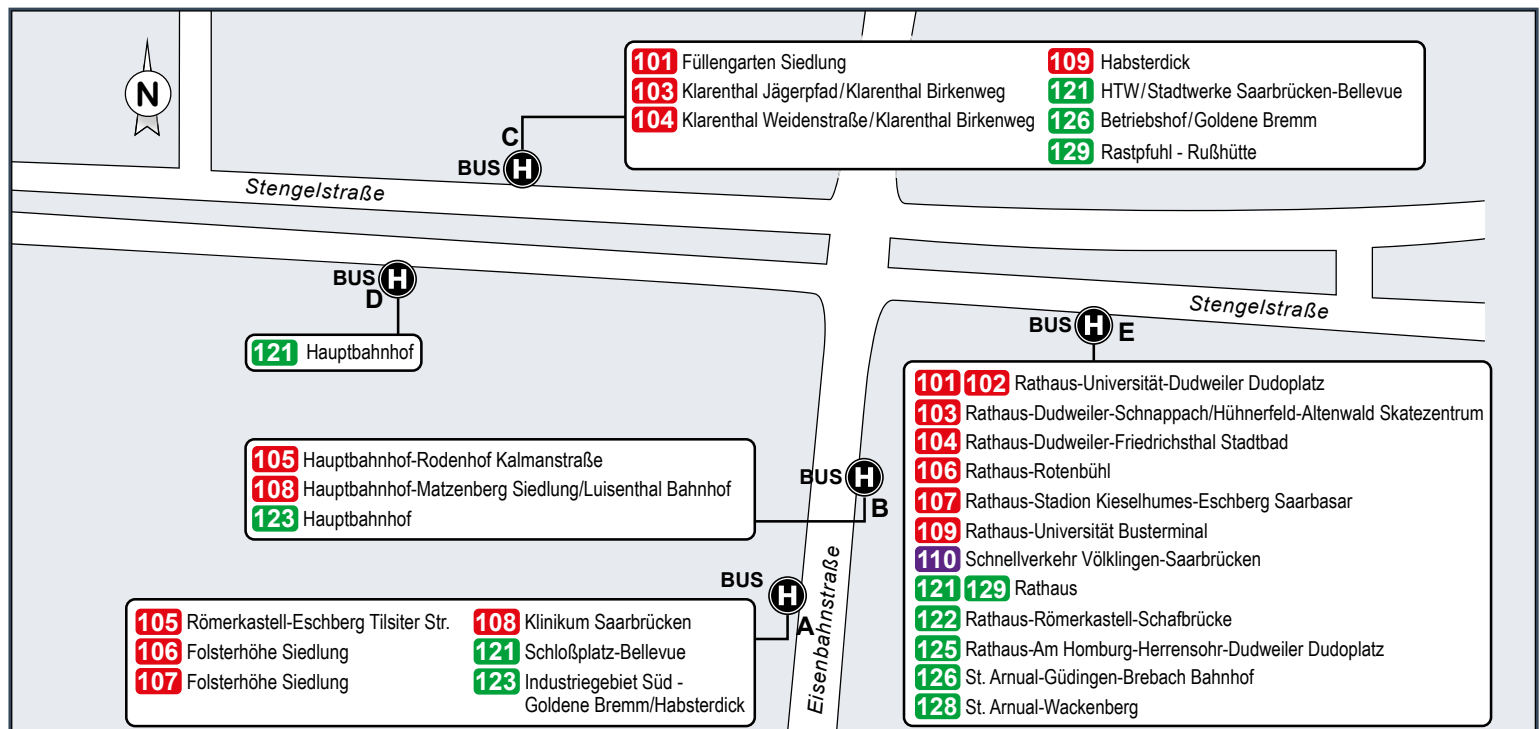 N
C
BUS H
Stengelstraße
101 Füllengarten Siedlung
103 Klarenthal Jägerpfad/Klarenthal Birkenweg
104 Klarenthal Weidenstraße/Klarenthal Birkenweg
109 Habsterdick
121 HTW/Stadtwerke Saarbrücken-Bellevue
126 Betriebshof/Goldene Bremm
129 Rastpfuhl - Rußhütte
BUS H
D
121 Hauptbahnhof
Stengelstraße
BUS H E
101 102 Rathaus-Universität-Dudweiler Dudoplatz
103 Rathaus-Dudweiler-Schnappach/Hühnerfeld-Altenwald Skatezentrum
104 Rathaus-Dudweiler-Friedrichsthal Stadtbad
106 Rathaus-Rotenbühl
107 Rathaus-Stadion Kieselhumes-Eschberg Saarbasar
109 Rathaus-Universität Busterminal
110 Schnellverkehr Völklingen-Saarbrücken
121 129 Rathaus
122 Rathaus-Römerkastell-Schafbrücke
125 Rathaus-Am Homburg-Herrensohr-Dudweiler Dudoplatz
126 St. Arnual-Güdingen-Brebach Bahnhof
128 St. Arnual-Wackenberg
105 Hauptbahnhof-Rodenhof Kalmanstraße
108 Hauptbahnhof-Matzenberg Siedlung/Luisenthal Bahnhof
123 Hauptbahnhof
BUS H
B
BUS H
A
Eisenbahnstraße
105 Römerkastell-Eschberg Tilsiter Str.
106 Folsterhöhe Siedlung
107 Folsterhöhe Siedlung
108 Klinikum Saarbrücken
121 Schloßplatz-Bellevue
123 Industriegebiet Süd -
Goldene Bremm/Habsterdick